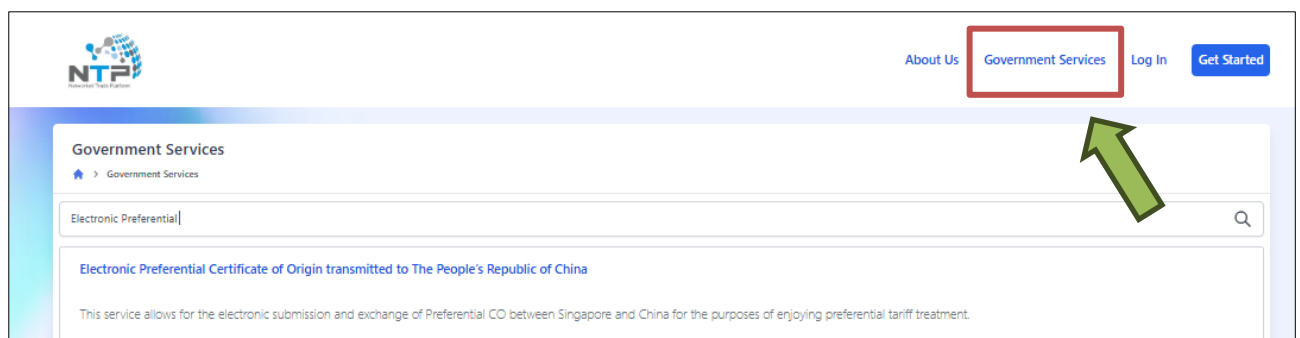 NTP
Networked Trade Platform
About Us Government Services Log In Get Started
Government Services
> Government Services
Electronic Preferential
Electronic Preferential Certificate of Origin transmitted to The People's Republic of China
This service allows for the electronic submission and exchange of Preferential CO between Singapore and China for the purposes of enjoying preferential tariff treatment.